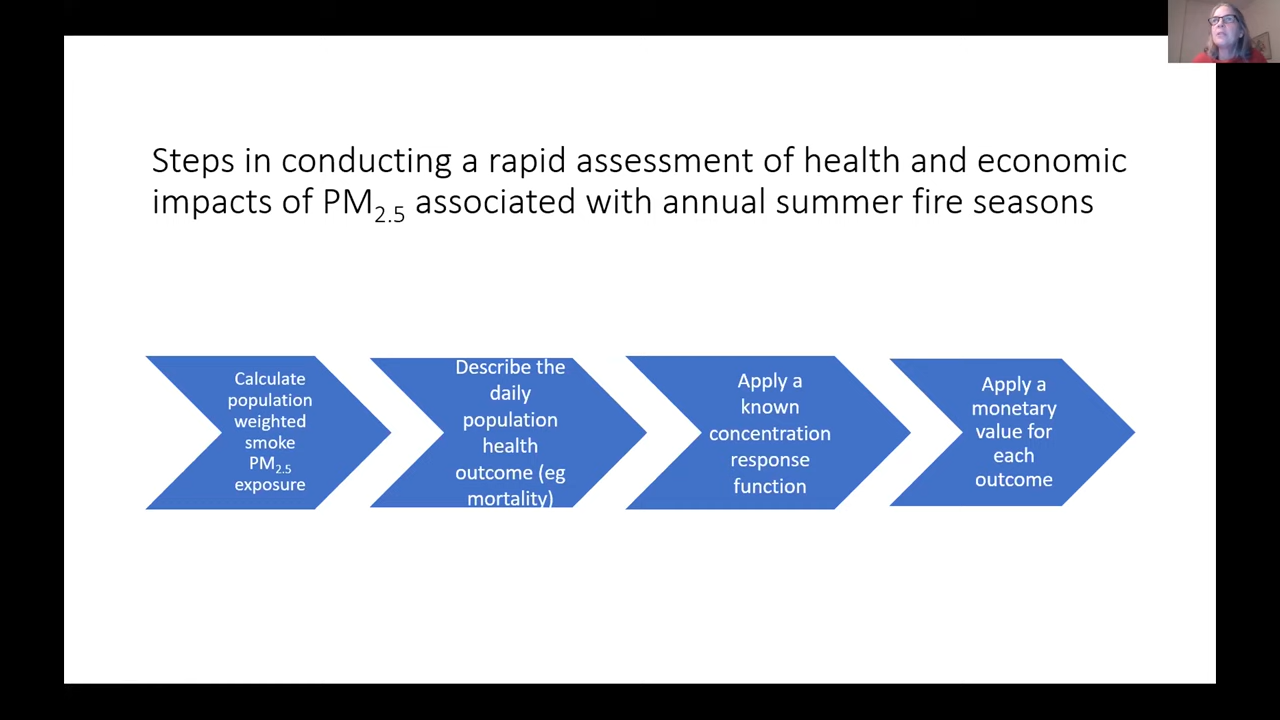 Steps in conducting a rapid assessment of health and economic
impacts of PM2.5 associated with annual summer fire seasons
Calculate
population
weighted
smoke
PM2.5
exposure
Describe the
daily
population
health
outcome (eg
mortality)
Apply a
known
concentration
response
function
Apply a
monetary
value for
each
outcome